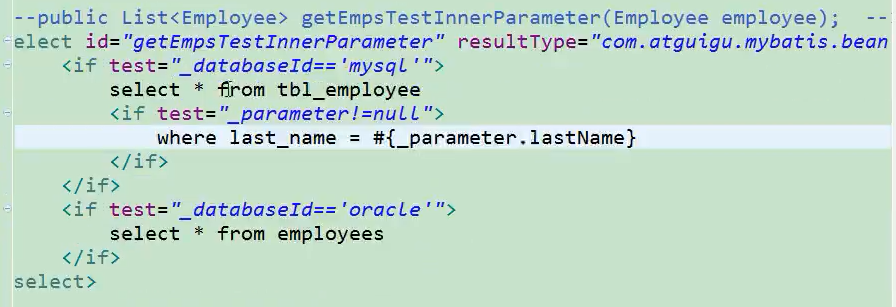 --public List<Employee> getEmpsTestInnerParameter(Employee employee); --
elect id="getEmpsTestInnerParameter" resultType="com.atguigu.mybatis.bean
<if test="_databaseId=='mysql'">
select * from tbl_employee
<if test="_parameter!=null">
where last_name = #{_parameter.lastName}
</if>
</if>
<if test="_databaseId=='oracle'">
select * from employees
</if>
select>